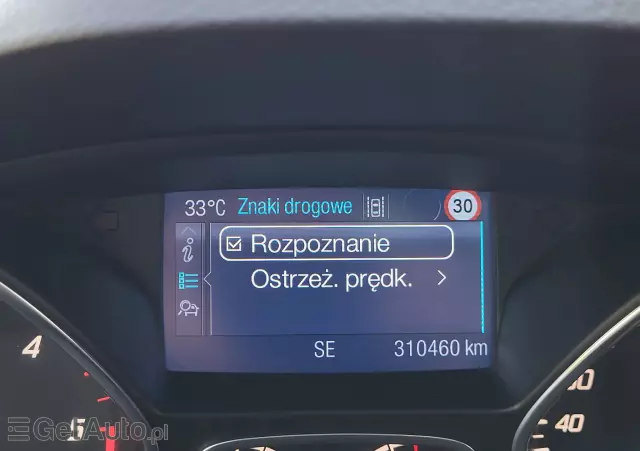 33°C Znaki drogowe 30
Rozpoznanie
Ostrzeż. prędk.
SE 310460 km
4
5
40
GetAuto.pl